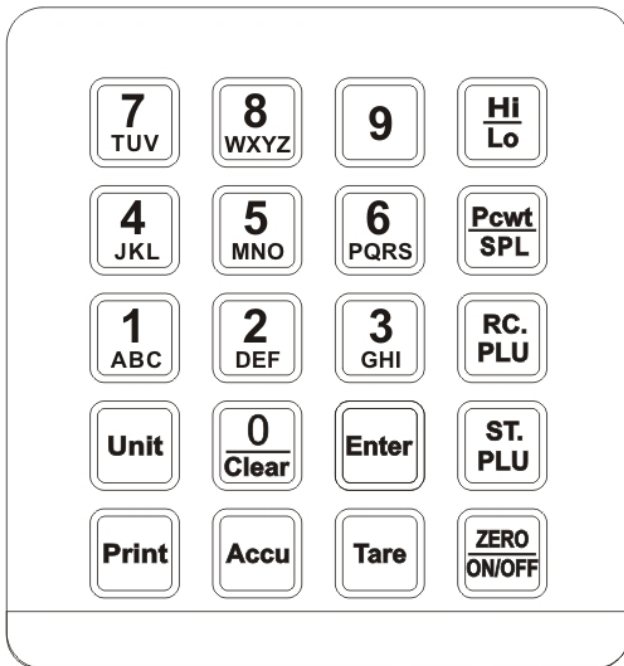 7
TUV
8
WXYZ
9
Hi
Lo
4
JKL
5
MNO
6
PQRS
Pcwt
SPL
1
ABC
2
DEF
3
GHI
RC.
PLU
Unit
0
Clear
Enter
ST.
PLU
Print
Accu
Tare
ZERO
ON/OFF